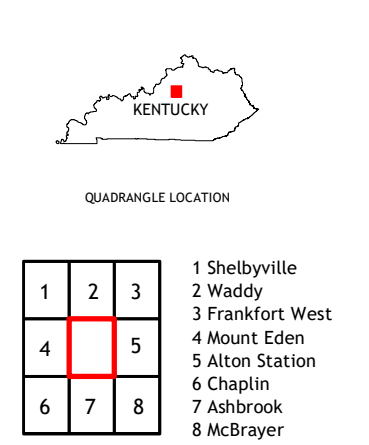 KENTUCKY
QUADRANGLE LOCATION
1 2 3
4 5
6 7 8
1 Shelbyville
2 Waddy
3 Frankfort West
4 Mount Eden
5 Alton Station
6 Chaplin
7 Ashbrook
8 McBrayer